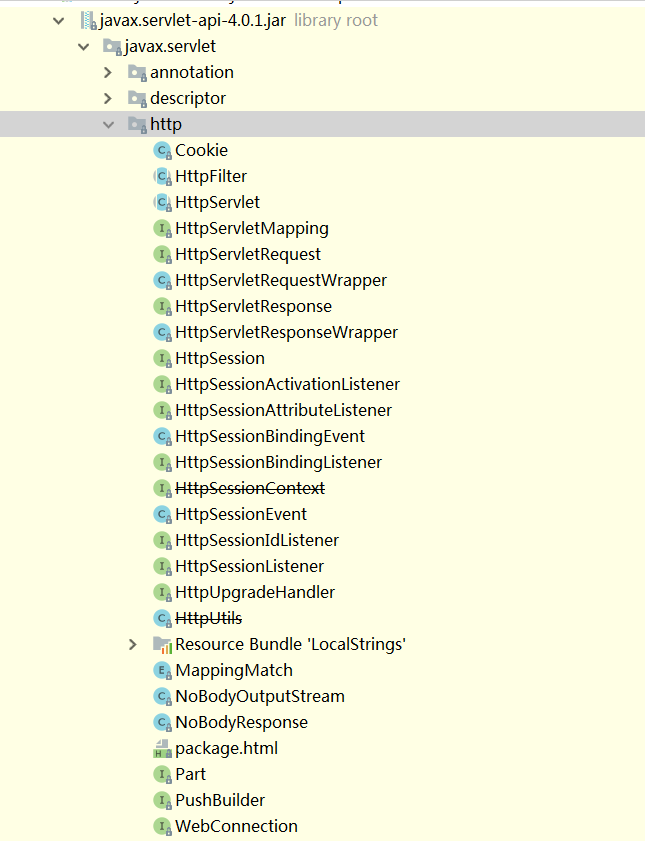 javax.servlet-api-4.0.1.jar library root
javax.servlet
annotation
descriptor
http
Cookie
HttpFilter
HttpServlet
HttpServletMapping
HttpServletRequest
HttpServletRequestWrapper
HttpServletResponse
HttpServletResponseWrapper
HttpSession
HttpSessionActivationListener
HttpSessionAttributeListener
HttpSessionBindingEvent
HttpSessionBindingListener
HttpSessionContext
HttpSessionEvent
HttpSessionIdListener
HttpSessionListener
HttpUpgradeHandler
HttpUtils
Resource Bundle 'LocalStrings'
MappingMatch
NoBodyOutputStream
NoBodyResponse
package.html
Part
PushBuilder
WebConnection